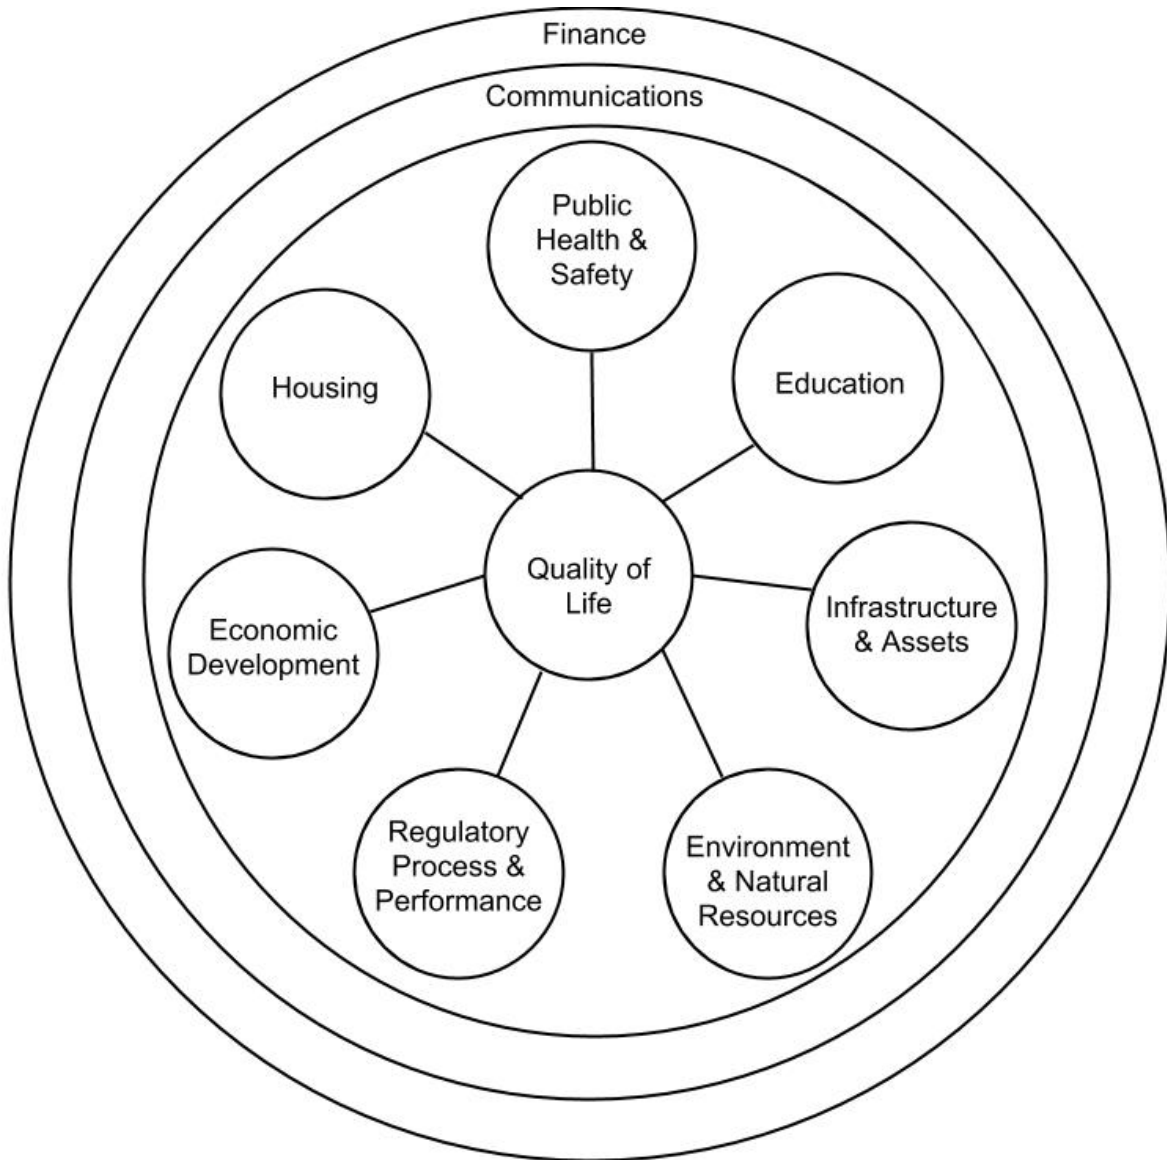 Finance
Communications
Public
Health &
Safety
Education
Housing
Quality of
Life
Infrastructure
& Assets
Economic
Development
Regulatory
Process &
Performance
Environment
& Natural
Resources